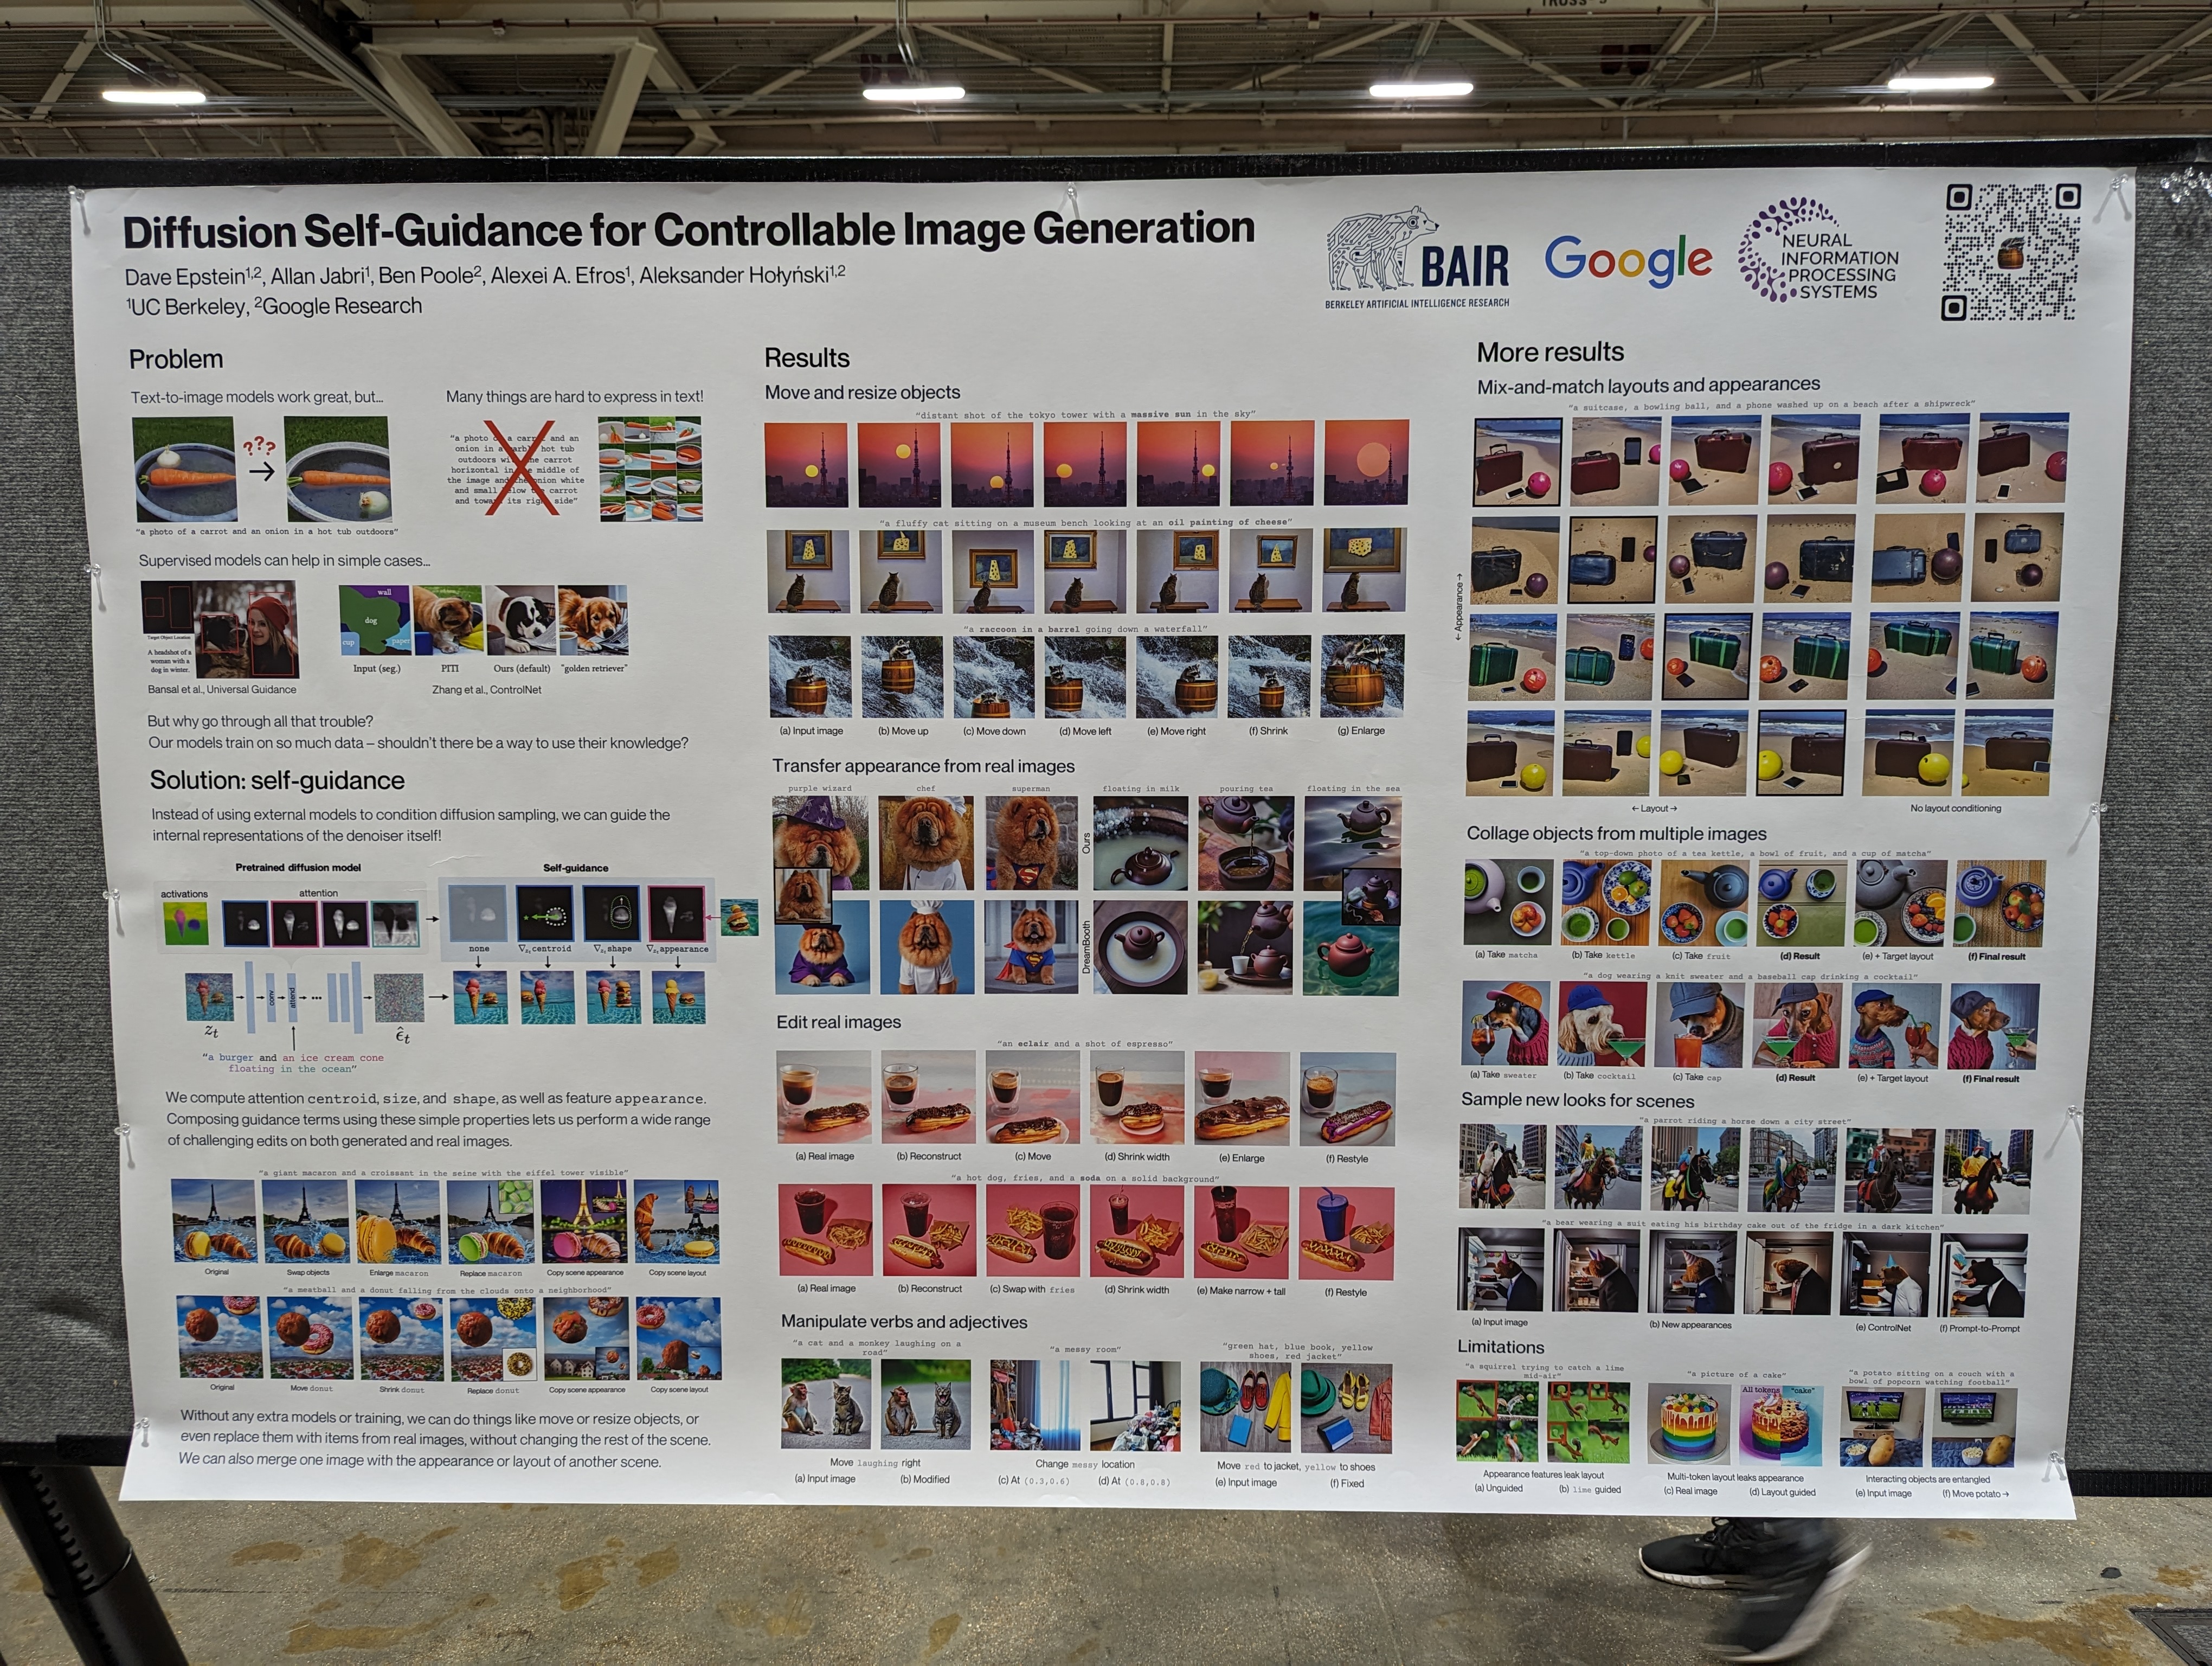 Diffusion Self-Guidance for Controllable Image Generation
Dave Epstein1,2, Allan Jabri1, Ben Poole2, Alexei A. Efros1, Aleksander Hołyński1,2
1UC Berkeley, 2Google Research
BAIR
BERKELEY ARTIFICIAL INTELLIGENCE RESEARCH
Google
NEURAL
INFORMATION
PROCESSING
SYSTEMS
Problem
Text-to-image models work great, but...
???
"a photo of a carrot and an onion in a hot tub outdoors"
Many things are hard to express in text!
"a photo of a carrot and an
onion in a marble hot tub
outdoors with the carrot
horizontal in the middle of
the image and the onion white
and small below the carrot
and toward its right side"
Supervised models can help in simple cases...
Target Object Location
A headshot of a
woman with a
dog in winter.
Bansal et al., Universal Guidance
wall
dog
cup
paper
Input (seg.)
PITI
Ours (default)
"golden retriever"
Zhang et al., ControlNet
But why go through all that trouble?
Our models train on so much data – shouldn't there be a way to use their knowledge?
Solution: self-guidance
Instead of using external models to condition diffusion sampling, we can guide the
internal representations of the denoiser itself!
Pretrained diffusion model
Self-guidance
activations
attention
none
∇zt centroid
∇zt shape
∇zt appearance
conv
attend
...
zt
ϵ̂t
"a burger and an ice cream cone
floating in the ocean"
We compute attention centroid, size, and shape, as well as feature appearance.
Composing guidance terms using these simple properties lets us perform a wide range
of challenging edits on both generated and real images.
"a giant macaron and a croissant in the seine with the eiffel tower visible"
Original
Swap objects
Enlarge macaron
Replace macaron
Copy scene appearance
Copy scene layout
"a meatball and a donut falling from the clouds onto a neighborhood"
Original
Move donut
Shrink donut
Replace donut
Copy scene appearance
Copy scene layout
Without any extra models or training, we can do things like move or resize objects, or
even replace them with items from real images, without changing the rest of the scene.
We can also merge one image with the appearance or layout of another scene.
Results
Move and resize objects
"distant shot of the tokyo tower with a massive sun in the sky"
"a fluffy cat sitting on a museum bench looking at an oil painting of cheese"
"a raccoon in a barrel going down a waterfall"
(a) Input image
(b) Move up
(c) Move down
(d) Move left
(e) Move right
(f) Shrink
(g) Enlarge
Transfer appearance from real images
purple wizard
chef
superman
floating in milk
pouring tea
floating in the sea
Ours
DreamBooth
Edit real images
"an eclair and a shot of espresso"
(a) Real image
(b) Reconstruct
(c) Move
(d) Shrink width
(e) Enlarge
(f) Restyle
"a hot dog, fries, and a soda on a solid background"
(a) Real image
(b) Reconstruct
(c) Swap with fries
(d) Shrink width
(e) Make narrow + tall
(f) Restyle
Manipulate verbs and adjectives
"a cat and a monkey laughing on a
road"
Move laughing right
(a) Input image
(b) Modified
"a messy room"
Change messy location
(c) At (0.3,0.6)
(d) At (0.8,0.8)
"green hat, blue book, yellow
shoes, red jacket"
Move red to jacket, yellow to shoes
(e) Input image
(f) Fixed
More results
Mix-and-match layouts and appearances
"a suitcase, a bowling ball, and a phone washed up on a beach after a shipwreck"
← Appearance →
← Layout →
No layout conditioning
Collage objects from multiple images
"a top-down photo of a tea kettle, a bowl of fruit, and a cup of matcha"
(a) Take matcha
(b) Take kettle
(c) Take fruit
(d) Result
(e) + Target layout
(f) Final result
"a dog wearing a knit sweater and a baseball cap drinking a cocktail"
(a) Take sweater
(b) Take cocktail
(c) Take cap
(d) Result
(e) + Target layout
(f) Final result
Sample new looks for scenes
"a parrot riding a horse down a city street"
"a bear wearing a suit eating his birthday cake out of the fridge in a dark kitchen"
(a) Input image
(b) New appearances
(e) ControlNet
(f) Prompt-to-Prompt
Limitations
"a squirrel trying to catch a lime
mid-air"
Appearance features leak layout
(a) Unguided
(b) lime guided
"a picture of a cake"
All tokens
"cake"
Multi-token layout leaks appearance
(c) Real image
(d) Layout guided
"a potato sitting on a couch with a
bowl of popcorn watching football"
Interacting objects are entangled
(e) Input image
(f) Move potato →